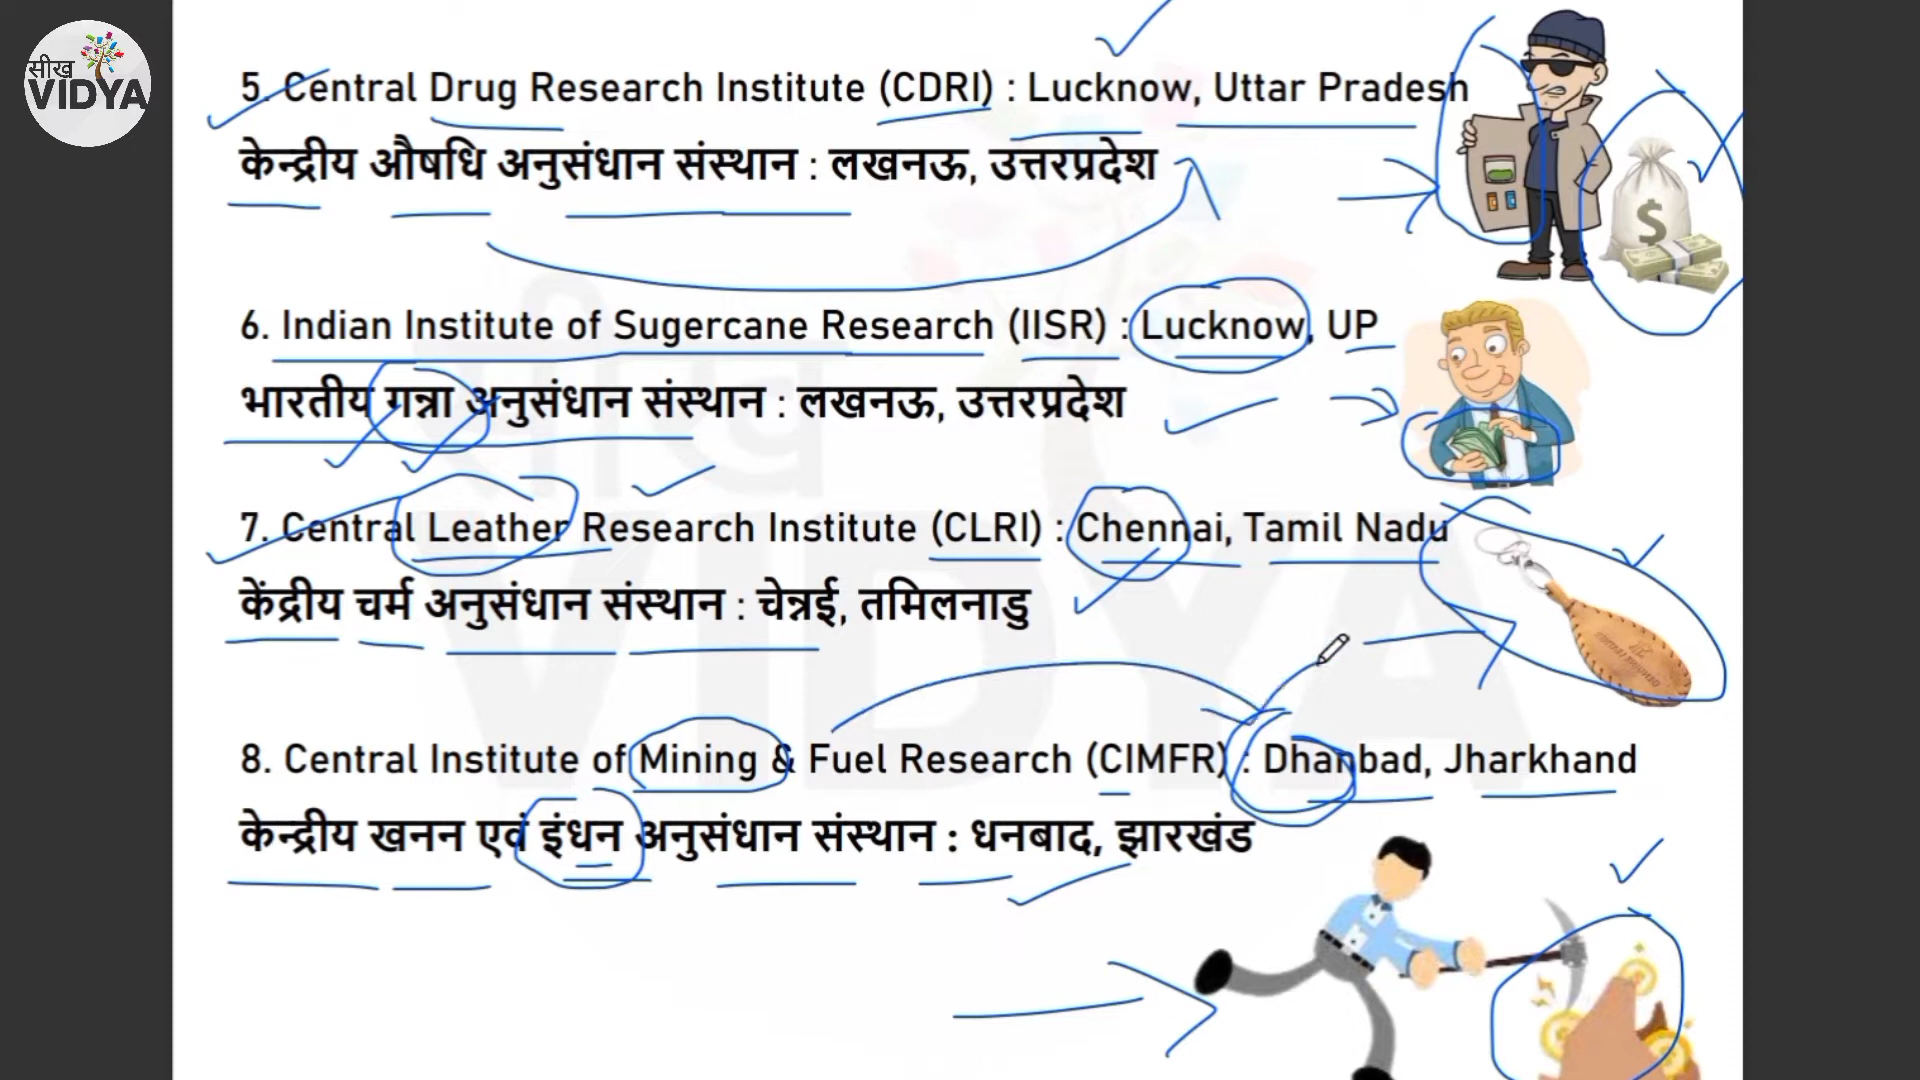 सीख
VIDYA
5. Central Drug Research Institute (CDRI) : Lucknow, Uttar Pradesh
केन्द्रीय औषधि अनुसंधान संस्थान : लखनऊ, उत्तरप्रदेश
6. Indian Institute of Sugercane Research (IISR) : Lucknow, UP
भारतीय गन्ना अनुसंधान संस्थान : लखनऊ, उत्तरप्रदेश
7. Central Leather Research Institute (CLRI) : Chennai, Tamil Nadu
केंद्रीय चर्म अनुसंधान संस्थान : चेन्नई, तमिलनाडु
8. Central Institute of Mining & Fuel Research (CIMFR) : Dhanbad, Jharkhand
केन्द्रीय खनन एवं इंधन अनुसंधान संस्थान : धनबाद, झारखंड
सीख
VIDYA